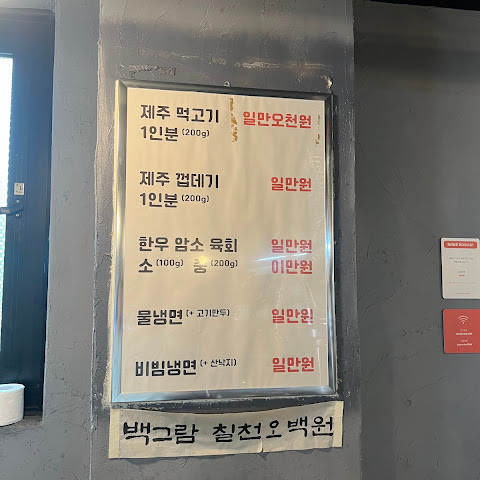 제주 먹고기 일만오천원
1인분 (200g)
제주 껍데기 일만원
1인분 (200g)
한우 암소 육회 일만원
소 (100g) 중 (200g) 이만원
물냉면 (+ 고기만두) 일만원
비빔냉면 (+ 산낙지) 일만원
백그람 칠천오백원